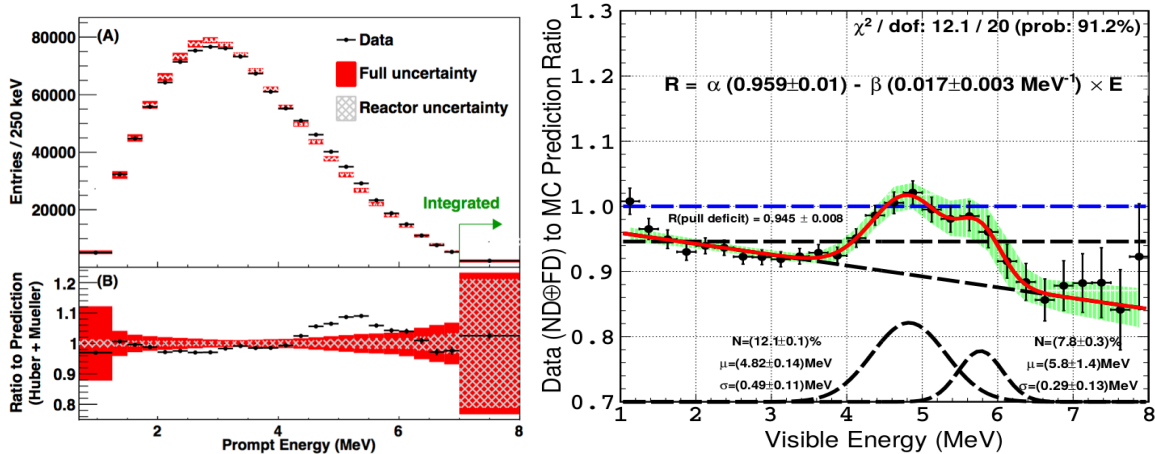 (A)
80000
60000
40000
20000
Entries / 250 keV
Data
Full uncertainty
Reactor uncertainty
Integrated
(B)
1.2
1.1
1
0.9
0.8
Ratio to Prediction
(Huber + Mueller)
2 4 6 8
Prompt Energy (MeV)
χ² / dof: 12.1 / 20 (prob: 91.2%)
R = α (0.959±0.01) - β (0.017±0.003 MeV⁻¹) × E
R(pull deficit) = 0.945 ± 0.008
1.3
1.2
1.1
1.0
0.9
0.8
0.7
Data (ND⊕FD) to MC Prediction Ratio
N=(12.1±0.1)%
μ=(4.82±0.14)MeV
σ=(0.49±0.11)MeV
N=(7.8±0.3)%
μ=(5.8±1.4)MeV
σ=(0.29±0.13)MeV
1 2 3 4 5 6 7 8
Visible Energy (MeV)